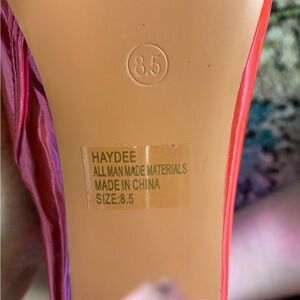 8.5
HAYDEE
ALL MAN MADE MATERIALS
MADE IN CHINA
SIZE:8.5